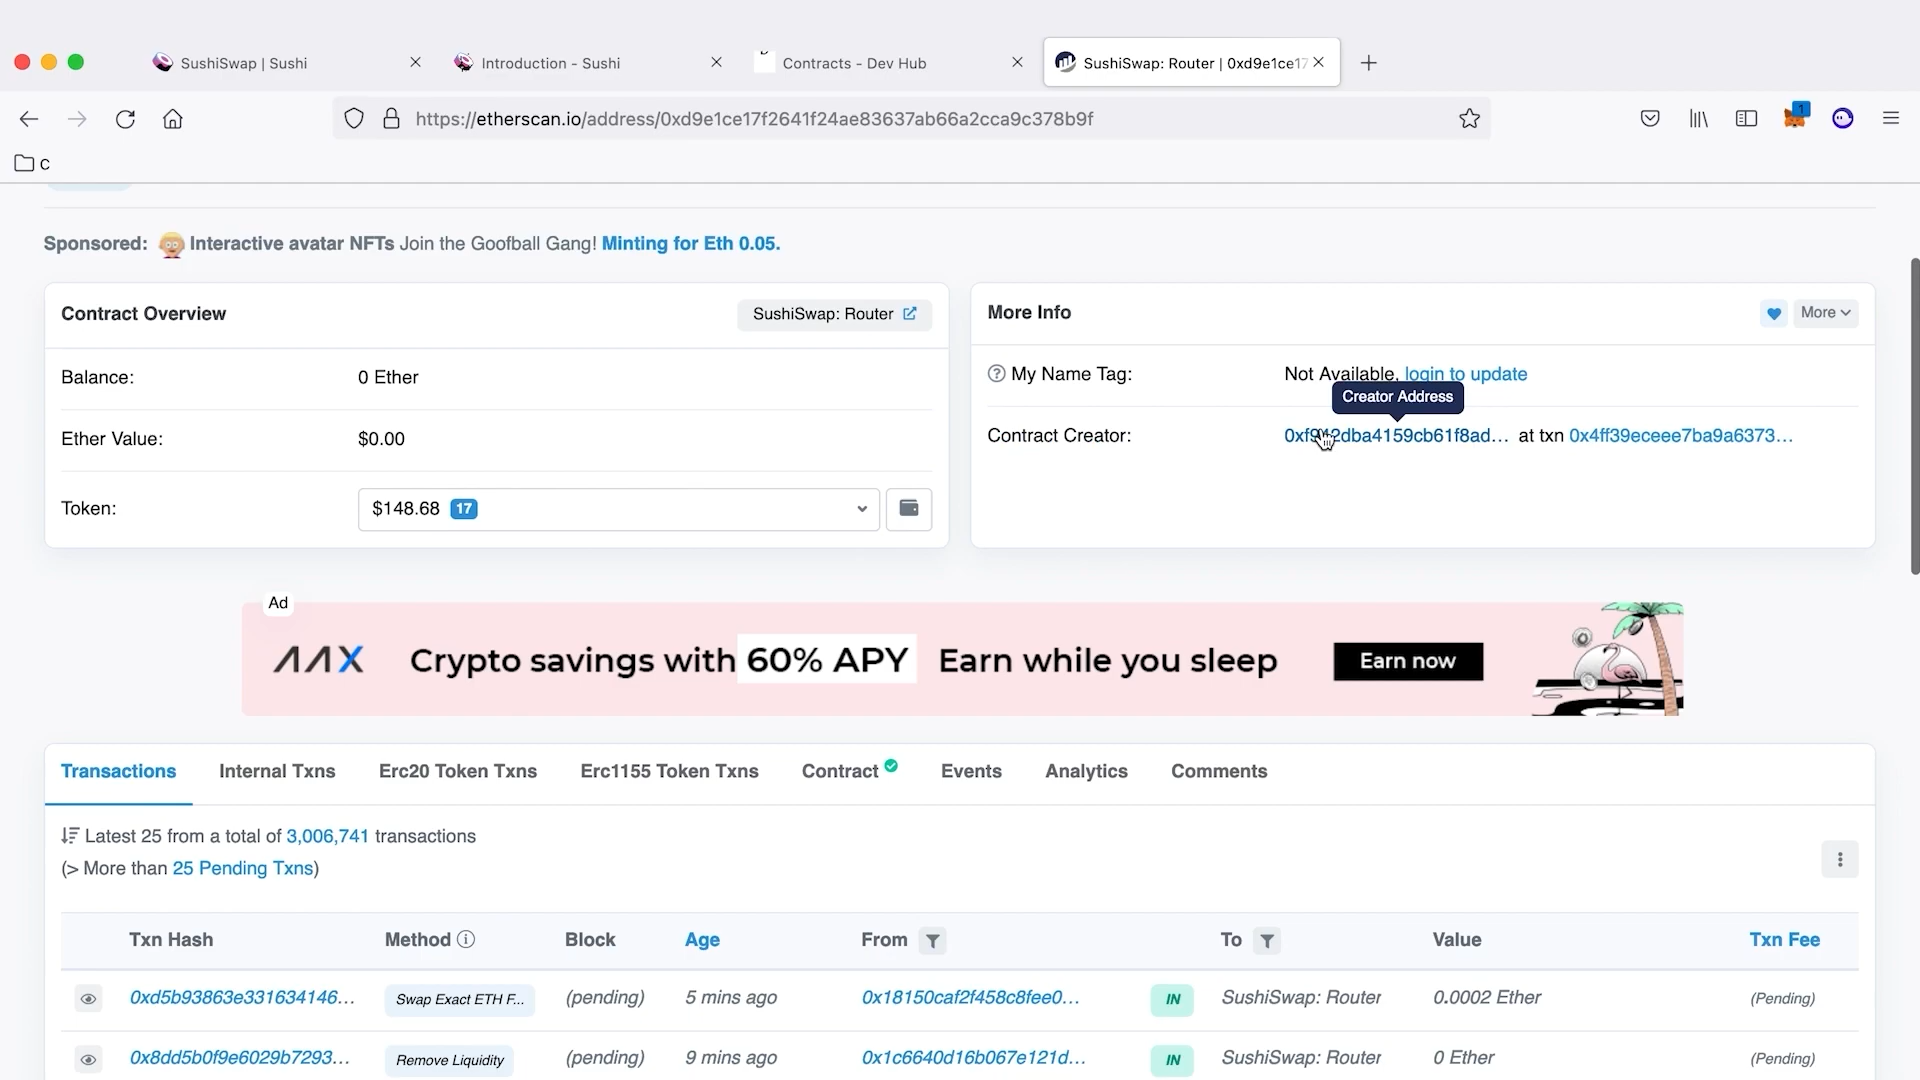 SushiSwap | Sushi
Introduction - Sushi
Contracts - Dev Hub
SushiSwap: Router | 0xd9e1ce17
https://etherscan.io/address/0xd9e1ce17f2641f24ae83637ab66a2cca9c378b9f
1
C
Sponsored: Interactive avatar NFTs Join the Goofball Gang! Minting for Eth 0.05.
Contract Overview
SushiSwap: Router
Balance: 0 Ether
Ether Value: $0.00
Token: $148.68 17
More Info
More
My Name Tag: Not Available, login to update
Creator Address
Contract Creator: 0xf942dba4159cb61f8ad... at txn 0x4ff39eceee7ba9a6373...
Ad
AAX Crypto savings with 60% APY Earn while you sleep Earn now
Transactions Internal Txns Erc20 Token Txns Erc1155 Token Txns Contract Events Analytics Comments
Latest 25 from a total of 3,006,741 transactions
(> More than 25 Pending Txns)
Txn Hash Method Block Age From To Value Txn Fee
0xd5b93863e331634146... Swap Exact ETH F... (pending) 5 mins ago 0x18150caf2f458c8fee0... IN SushiSwap: Router 0.0002 Ether (Pending)
0x8dd5b0f9e6029b7293... Remove Liquidity (pending) 9 mins ago 0x1c6640d16b067e121d... IN SushiSwap: Router 0 Ether (Pending)